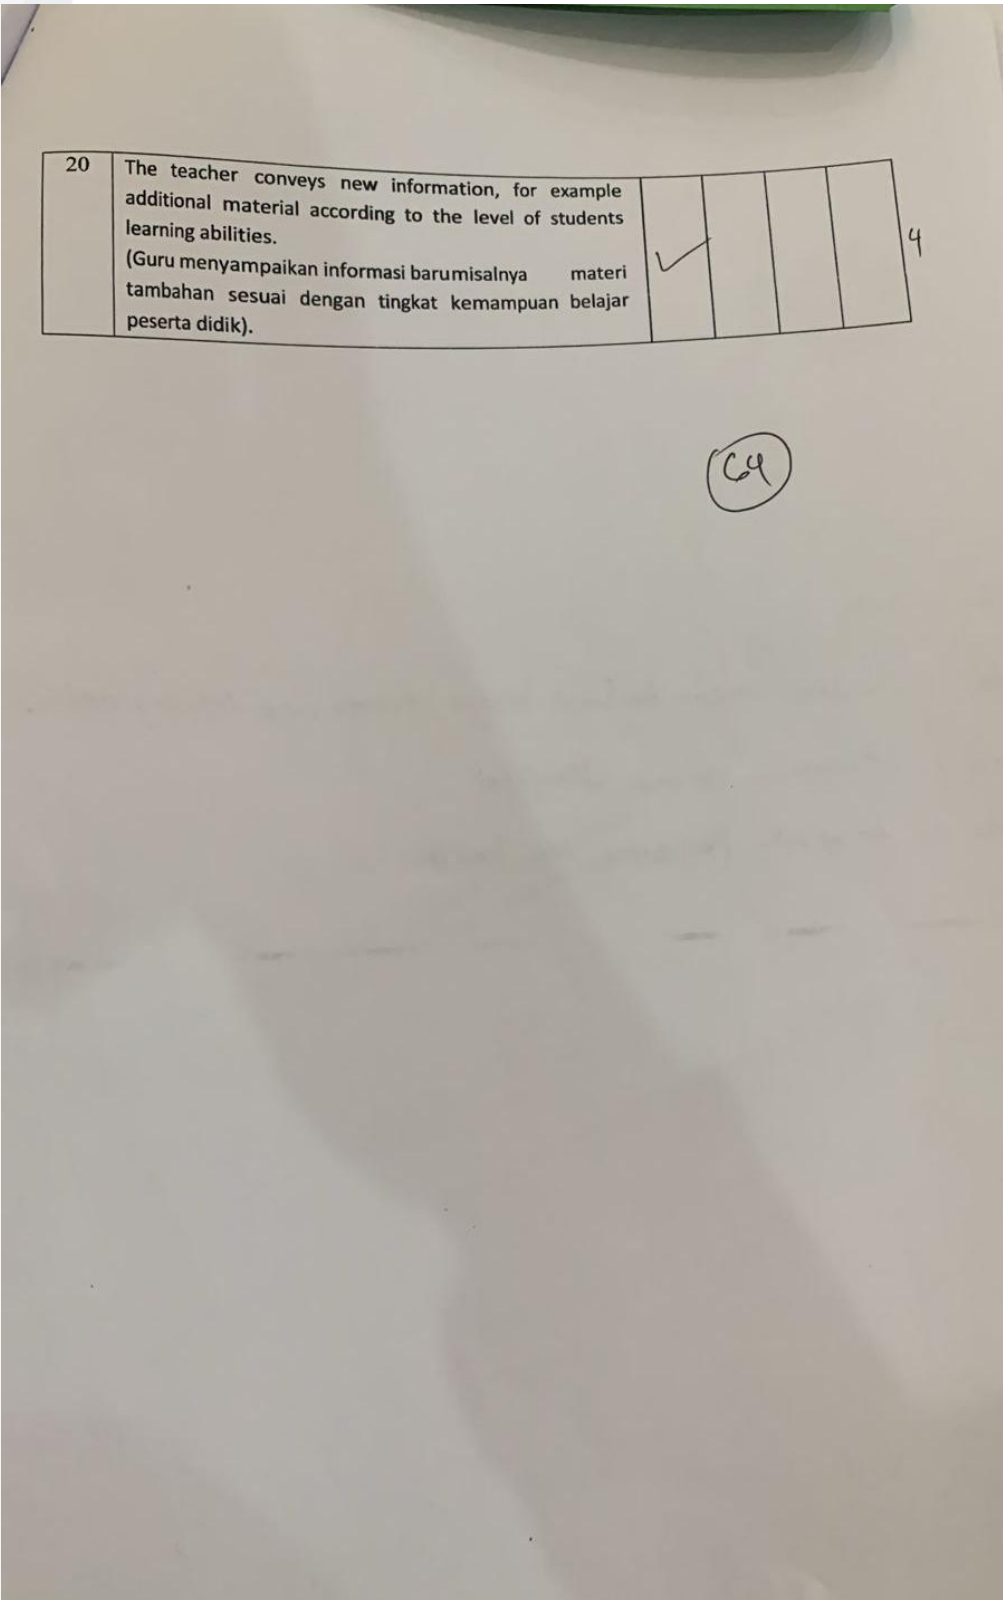 20
The teacher conveys new information, for example
additional material according to the level of students
learning abilities.
(Guru menyampaikan informasi barumisalnya materi
tambahan sesuai dengan tingkat kemampuan belajar
peserta didik).
✓
4
64